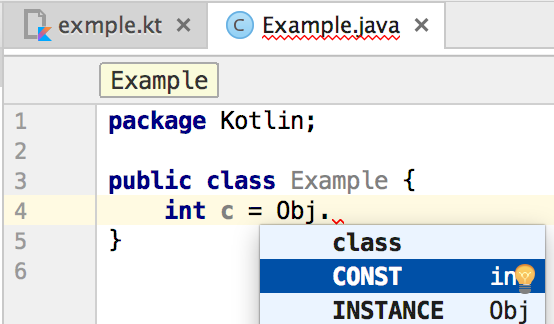 exmple.kt × C Example.java ×
Example
1 package Kotlin;
2
3 public class Example {
4 int c = Obj.
5 }
6
class
CONST in
INSTANCE Obj